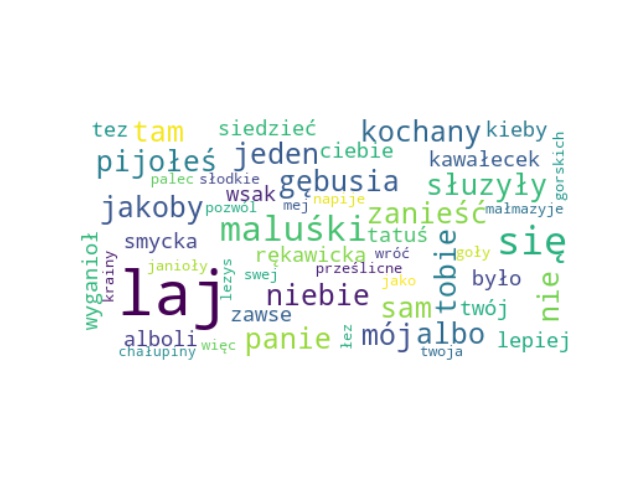 tez tam siedzieć kochany kieby
pijołeś jeden ciebie kawałecek gorskich
palec słodkie wsak gębusia słuzyły
jakoby pozwól mej napije zanieść małmazyje
smycka maluśki tatuś się
wyganioł krainy janioły rękawicka wróć tobie goły
laj lezys swej prześlicne jako było nie
niebie sam twój
zawse
alboli panie mój albo lepiej
chałupiny więc łez twoja